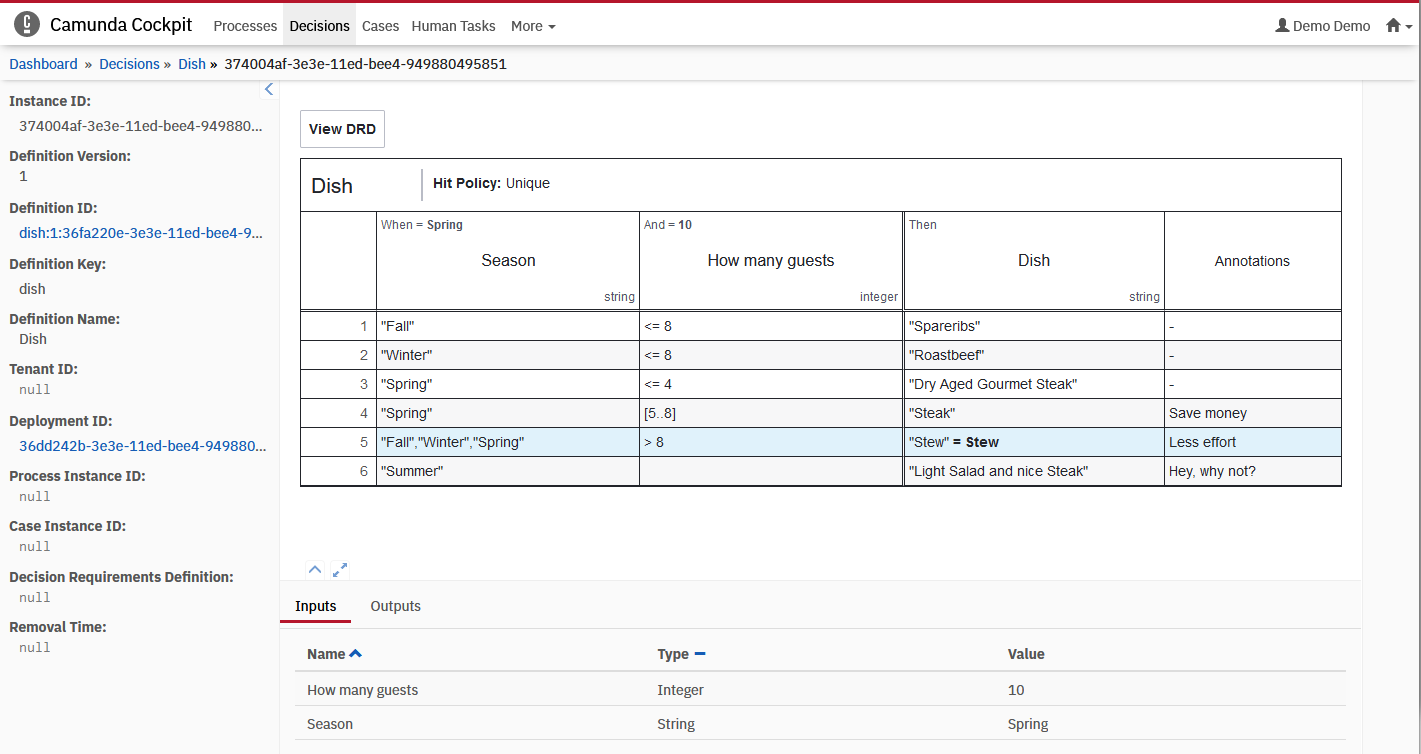 Camunda Cockpit Processes Decisions Cases Human Tasks More Demo Demo
Dashboard » Decisions » Dish » 374004af-3e3e-11ed-bee4-949880495851
Instance ID:
374004af-3e3e-11ed-bee4-949880...
Definition Version:
1
Definition ID:
dish:1:36fa220e-3e3e-11ed-bee4-9...
Definition Key:
dish
Definition Name:
Dish
Tenant ID:
null
Deployment ID:
36dd242b-3e3e-11ed-bee4-949880...
Process Instance ID:
null
Case Instance ID:
null
Decision Requirements Definition:
null
Removal Time:
null
View DRD
Dish Hit Policy: Unique
When = Spring And = 10 Then
Season How many guests Dish Annotations
string integer string
1 "Fall" <= 8 "Spareribs" -
2 "Winter" <= 8 "Roastbeef" -
3 "Spring" <= 4 "Dry Aged Gourmet Steak" -
4 "Spring" [5..8] "Steak" Save money
5 "Fall","Winter","Spring" > 8 "Stew" = Stew Less effort
6 "Summer" "Light Salad and nice Steak" Hey, why not?
Inputs Outputs
Name Type Value
How many guests Integer 10
Season String Spring